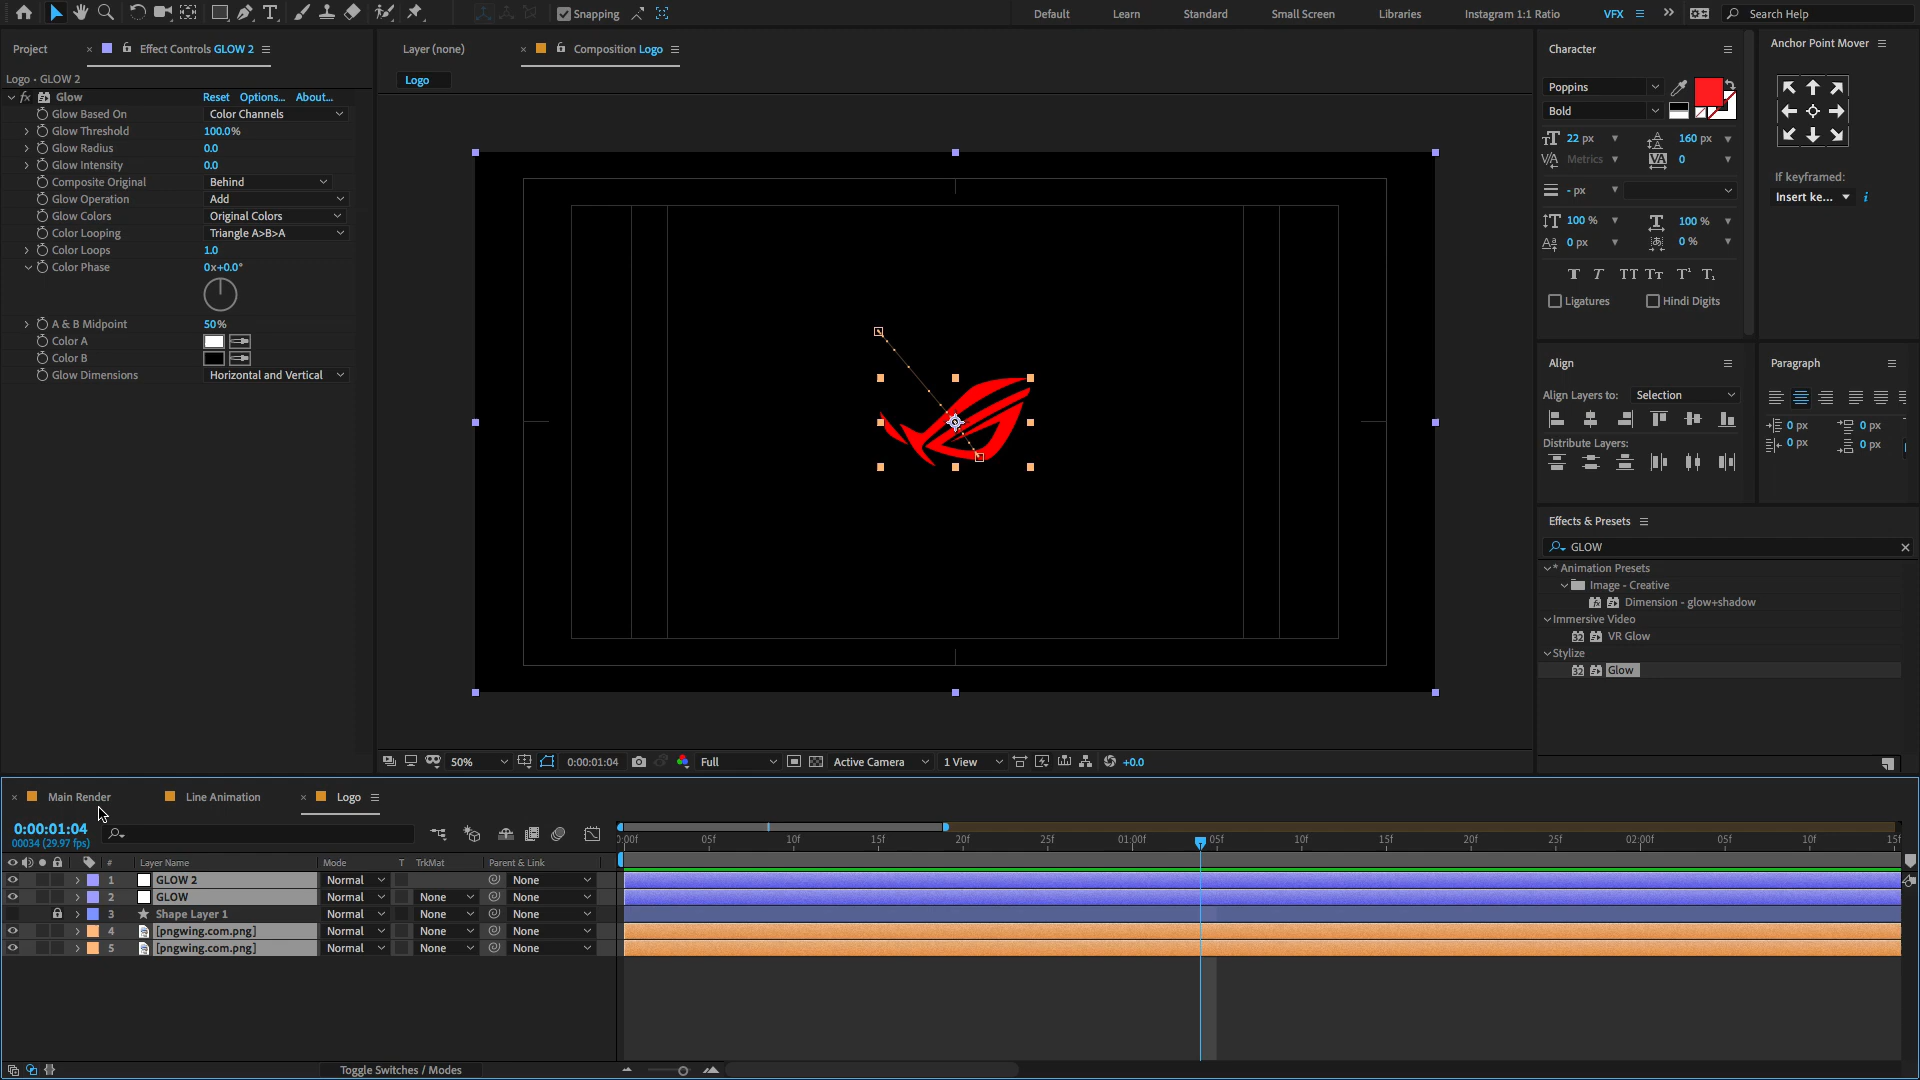 Snapping
Default
Learn
Standard
Small Screen
Libraries
Instagram 1:1 Ratio
VFX
Search Help
Project
Effect Controls GLOW 2
Layer (none)
Composition Logo
Character
Anchor Point Mover
Logo • GLOW 2
Logo
fx Glow Reset Options... About...
Glow Based On Color Channels
Glow Threshold 100.0%
Glow Radius 0.0
Glow Intensity 0.0
Composite Original Behind
Glow Operation Add
Glow Colors Original Colors
Color Looping Triangle A>B>A
Color Loops 1.0
Color Phase 0x+0.0°
A & B Midpoint 50%
Color A
Color B
Glow Dimensions Horizontal and Vertical
Poppins
Bold
22 px 160 px
Metrics 0
- px
100 % 100 %
0 px 0 %
Ligatures Hindi Digits
If keyframed:
Insert ke...
Align
Paragraph
Align Layers to: Selection
Distribute Layers:
0 px 0 px
0 px 0 px
Effects & Presets
GLOW
* Animation Presets
Image - Creative
Dimension - glow+shadow
Immersive Video
VR Glow
Stylize
Glow
50% 0:00:01:04 Full Active Camera 1 View +0.0
Main Render
Line Animation
Logo
0:00:01:04
00034 (29.97 fps)
:00f 05f 10f 15f 20f 25f 01:00f 05f 10f 15f 20f 25f 02:00f 05f 10f 15f
# Layer Name Mode T TrkMat Parent & Link
1 GLOW 2 Normal None
2 GLOW Normal None None
3 Shape Layer 1 Normal None None
4 [pngwing.com.png] Normal None None
5 [pngwing.com.png] Normal None None
Toggle Switches / Modes